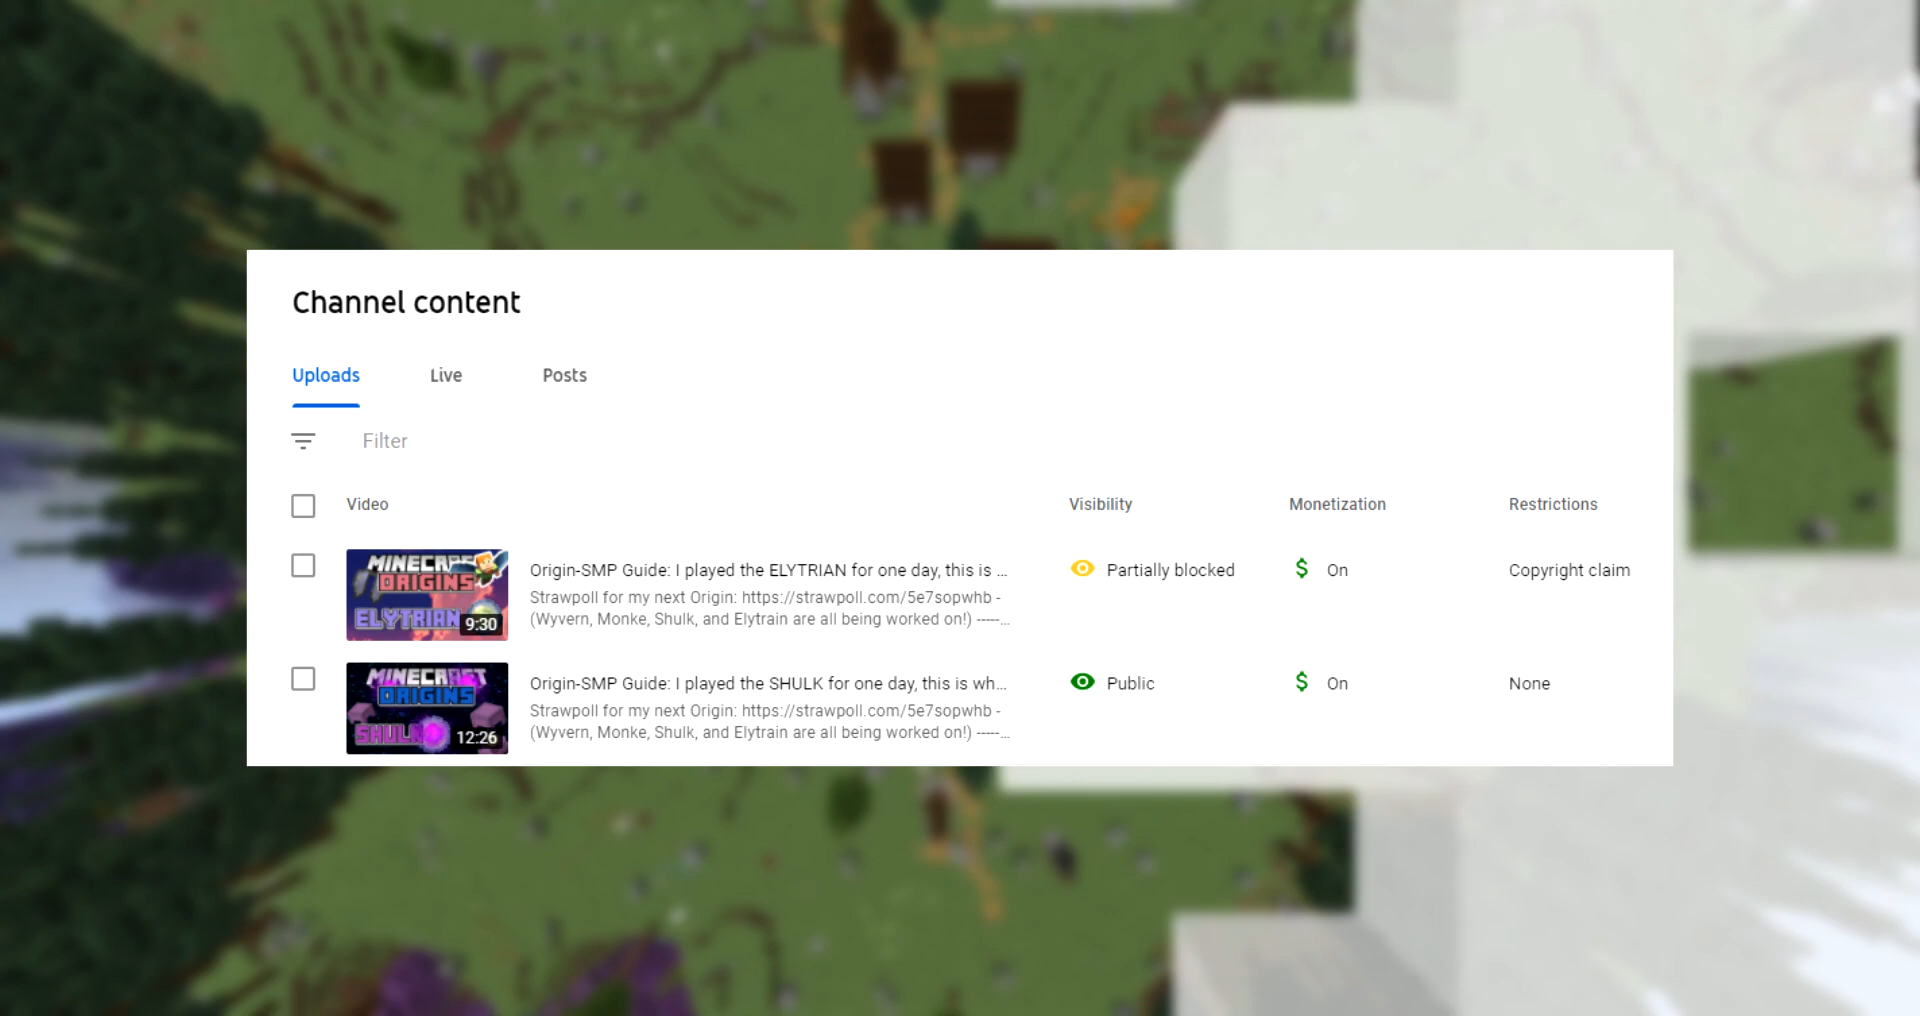 Channel content
Uploads Live Posts
Filter
Video Visibility Monetization Restrictions
MINECRAFT
ORIGINS
ELYTRIAN
9:30
Origin-SMP Guide: I played the ELYTRIAN for one day, this is ...
Strawpoll for my next Origin: https://strawpoll.com/5e7sopwhb -
(Wyvern, Monke, Shulk, and Elytrain are all being worked on!) -----...
Partially blocked
On
Copyright claim
MINECRAFT
ORIGINS
SHULK
12:26
Origin-SMP Guide: I played the SHULK for one day, this is wh...
Strawpoll for my next Origin: https://strawpoll.com/5e7sopwhb -
(Wyvern, Monke, Shulk, and Elytrain are all being worked on!) -----...
Public
On
None